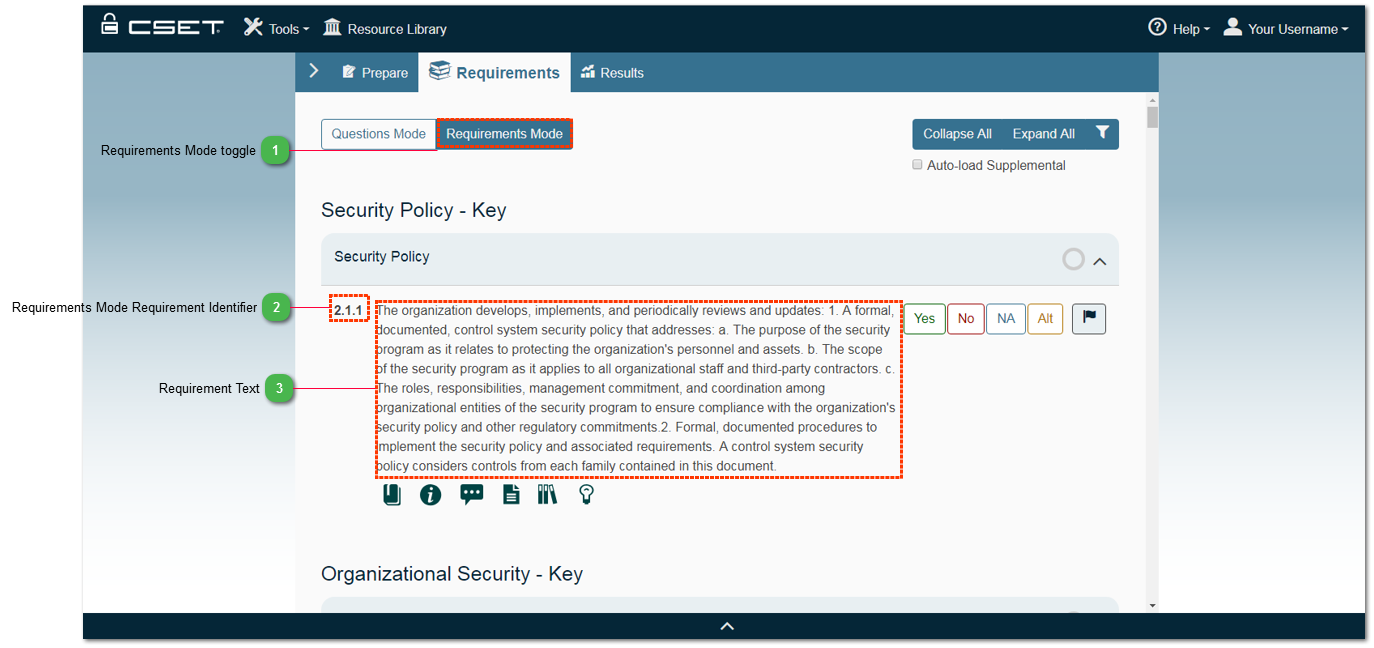 CSET Tools Resource Library Help Your Username
Prepare Requirements Results
Questions Mode Requirements Mode Collapse All Expand All
Requirements Mode toggle 1
Auto-load Supplemental
Security Policy - Key
Security Policy
Requirements Mode Requirement Identifier 2
2.1.1 The organization develops, implements, and periodically reviews and updates: 1. A formal, Yes No NA Alt
documented, control system security policy that addresses: a. The purpose of the security
program as it relates to protecting the organization's personnel and assets. b. The scope
of the security program as it applies to all organizational staff and third-party contractors. c.
Requirement Text 3
The roles, responsibilities, management commitment, and coordination among
organizational entities of the security program to ensure compliance with the organization's
security policy and other regulatory commitments.2. Formal, documented procedures to
implement the security policy and associated requirements. A control system security
policy considers controls from each family contained in this document.
Organizational Security - Key